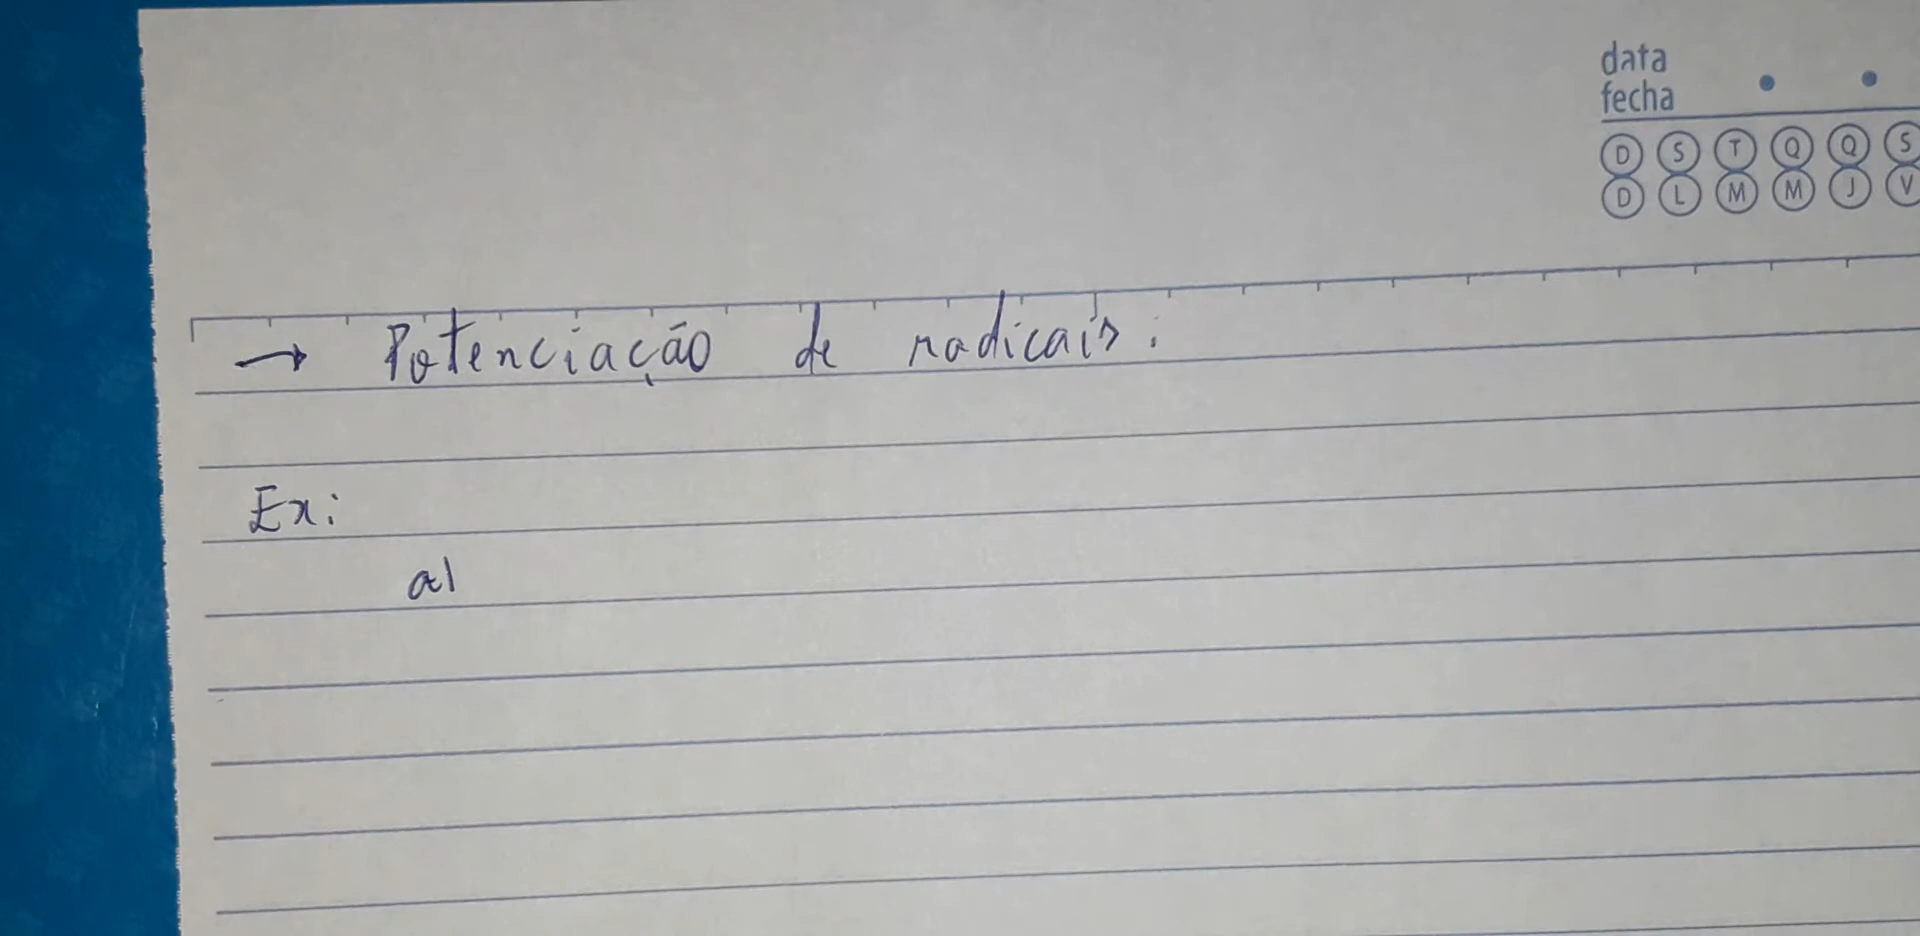 data
fecha
D S T Q Q S
D L M M J V
→ Potenciação de radicais:
Ex:
a)